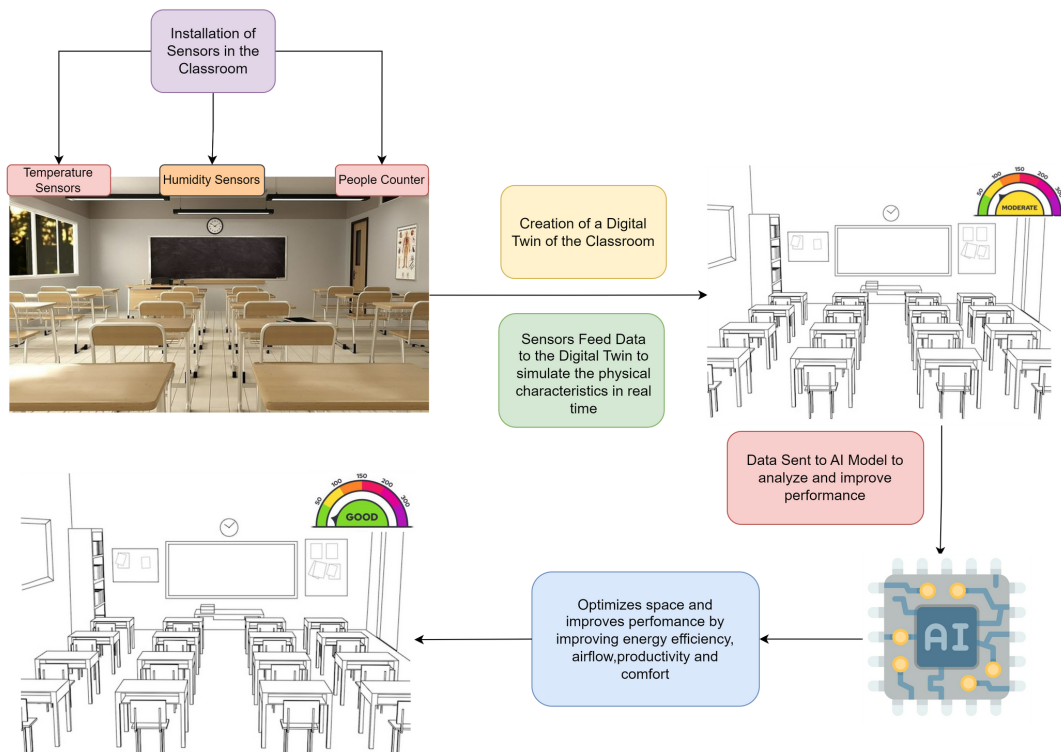 Installation of
Sensors in the
Classroom
Temperature
Sensors
Humidity Sensors
People Counter
Creation of a Digital
Twin of the Classroom
Sensors Feed Data
to the Digital Twin to
simulate the physical
characteristics in real
time
50
100
150
200
300
MODERATE
Data Sent to AI Model to
analyze and improve
performance
AI
Optimizes space and
improves perfomance by
improving energy efficiency,
airflow,productivity and
comfort
50
100
150
200
300
GOOD